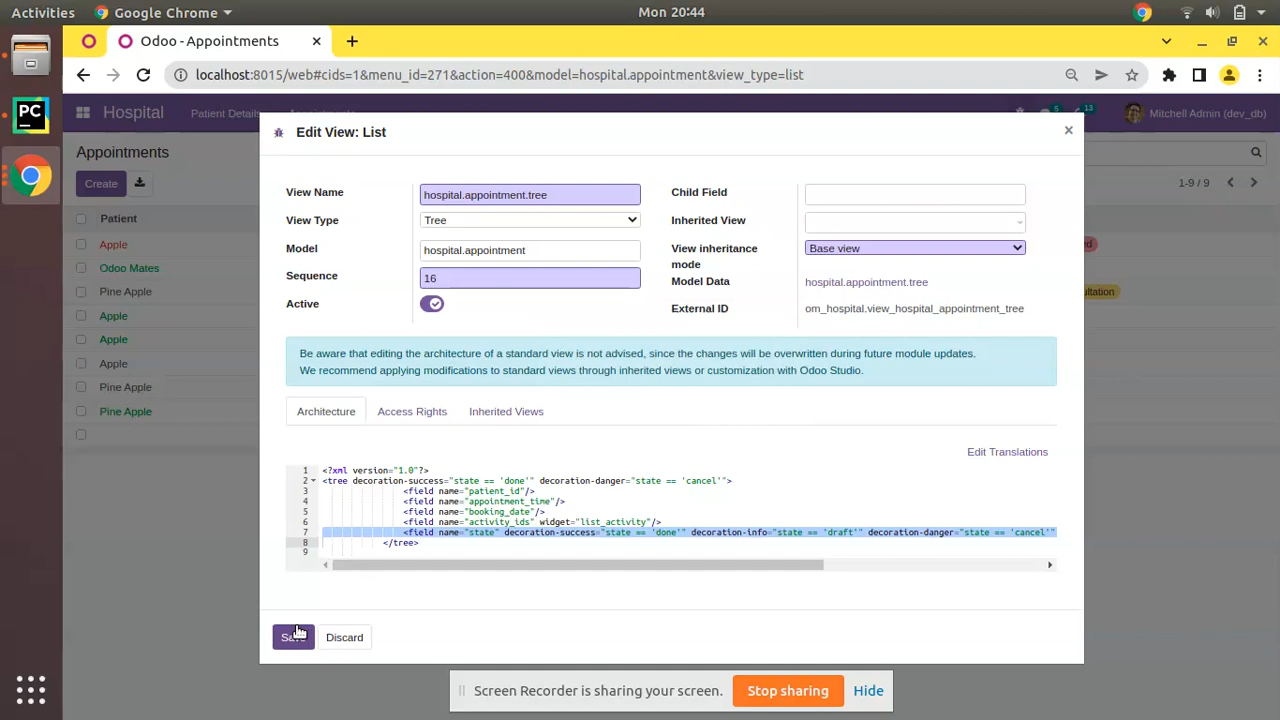 Activities Google Chrome Mon 20:44
Odoo - Appointments
localhost:8015/web#cids=1&menu_id=271&action=400&model=hospital.appointment&view_type=list
Hospital Patient Details 5 13 Mitchell Admin (dev_db)
Appointments
Create
1-9 / 9
Patient
Apple
Odoo Mates
Pine Apple
Apple
Apple
Apple
Pine Apple
Pine Apple
Edit View: List
×
View Name hospital.appointment.tree
View Type Tree
Model hospital.appointment
Sequence 16
Active
Child Field
Inherited View
View inheritance mode Base view
Model Data hospital.appointment.tree
External ID om_hospital.view_hospital_appointment_tree
Be aware that editing the architecture of a standard view is not advised, since the changes will be overwritten during future module updates.
We recommend applying modifications to standard views through inherited views or customization with Odoo Studio.
Architecture Access Rights Inherited Views
Edit Translations
1 <?xml version="1.0"?>
2 <tree decoration-success="state == 'done'" decoration-danger="state == 'cancel'">
3 <field name="patient_id"/>
4 <field name="appointment_time"/>
5 <field name="booking_date"/>
6 <field name="activity_ids" widget="list_activity"/>
7 <field name="state" decoration-success="state == 'done'" decoration-info="state == 'draft'" decoration-danger="state == 'cancel'"
8 </tree>
9
Discard
Screen Recorder is sharing your screen. Stop sharing Hide
PC